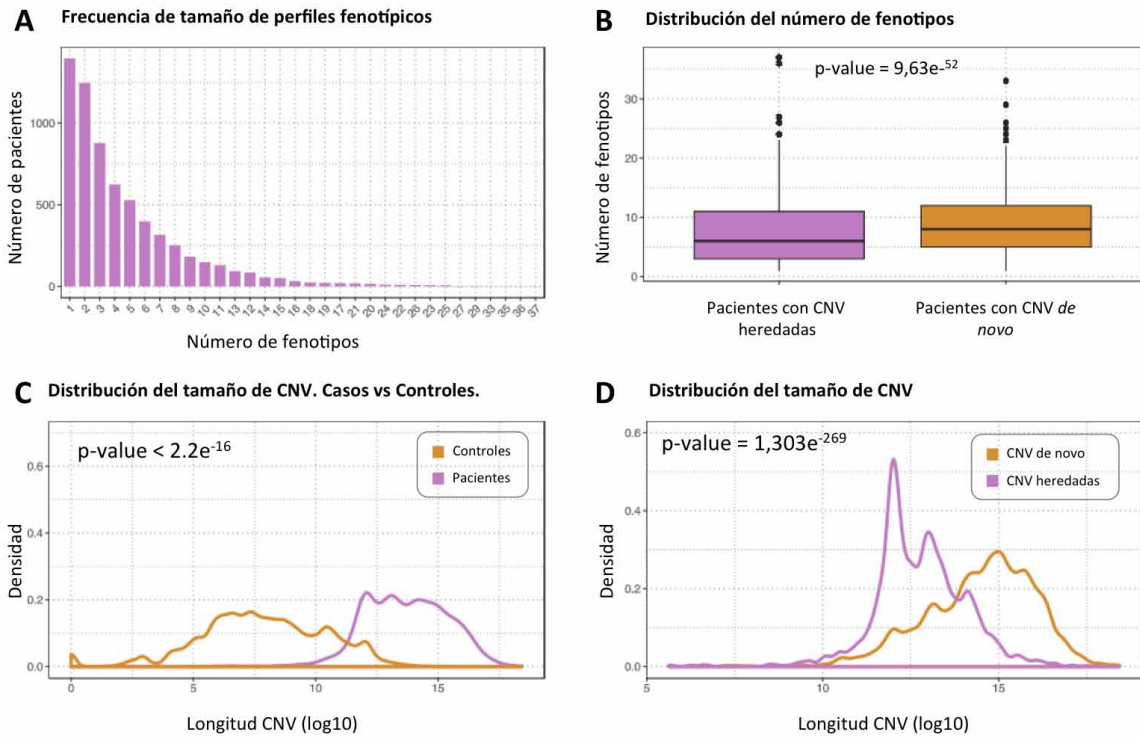 A Frecuencia de tamaño de perfiles fenotípicos
Número de pacientes
1000
500
0
1 2 3 4 5 6 7 8 9 10 11 13 12 14 15 16 18 19 17 21 20 24 22 26 23 25 27 29 33 35 36 37
Número de fenotipos
B Distribución del número de fenotipos
p-value = 9,63e-52
Número de fenotipos
30
20
10
0
Pacientes con CNV
heredadas
Pacientes con CNV de
novo
C Distribución del tamaño de CNV. Casos vs Controles.
p-value < 2.2e-16
Controles
Pacientes
Densidad
0.6
0.4
0.2
0.0
0 5 10 15
Longitud CNV (log10)
D Distribución del tamaño de CNV
p-value = 1,303e-269
CNV de novo
CNV heredadas
Densidad
0.6
0.4
0.2
0.0
5 10 15
Longitud CNV (log10)